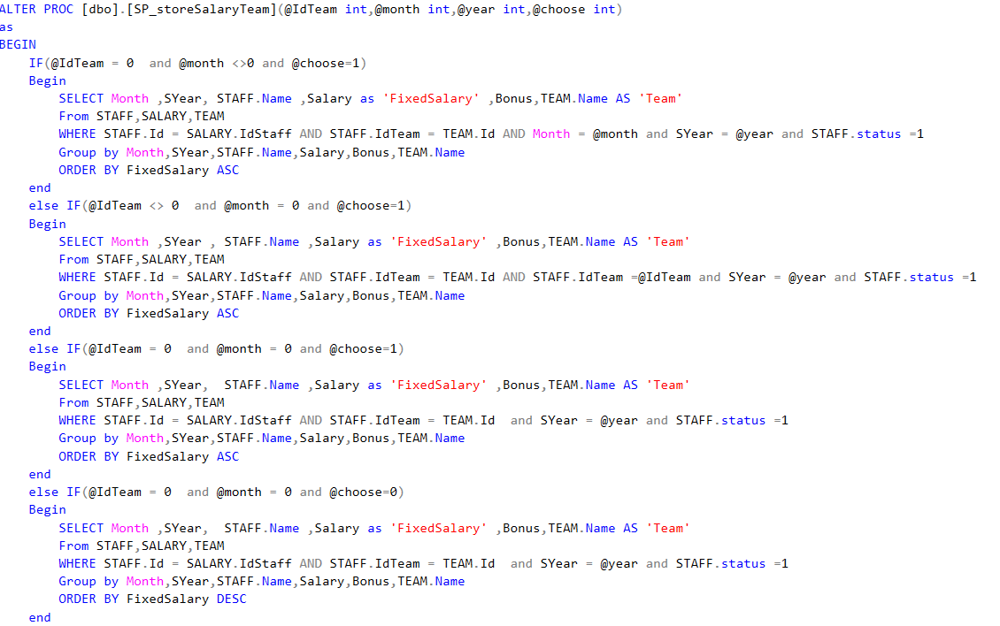 ALTER PROC [dbo].[SP_storeSalaryTeam](@IdTeam int,@month int,@year int,@choose int)
as
BEGIN
    IF(@IdTeam = 0  and @month <>0 and @choose=1)
    Begin
        SELECT Month ,SYear, STAFF.Name ,Salary as 'FixedSalary' ,Bonus,TEAM.Name AS 'Team'
        From STAFF,SALARY,TEAM
        WHERE STAFF.Id = SALARY.IdStaff AND STAFF.IdTeam = TEAM.Id AND Month = @month and SYear = @year and STAFF.status =1
        Group by Month,SYear,STAFF.Name,Salary,Bonus,TEAM.Name
        ORDER BY FixedSalary ASC
    end
    else IF(@IdTeam <> 0  and @month = 0 and @choose=1)
    Begin
        SELECT Month ,SYear , STAFF.Name ,Salary as 'FixedSalary' ,Bonus,TEAM.Name AS 'Team'
        From STAFF,SALARY,TEAM
        WHERE STAFF.Id = SALARY.IdStaff AND STAFF.IdTeam = TEAM.Id AND STAFF.IdTeam =@IdTeam and SYear = @year and STAFF.status =1
        Group by Month,SYear,STAFF.Name,Salary,Bonus,TEAM.Name
        ORDER BY FixedSalary ASC
    end
    else IF(@IdTeam = 0  and @month = 0 and @choose=1)
    Begin
        SELECT Month ,SYear,  STAFF.Name ,Salary as 'FixedSalary' ,Bonus,TEAM.Name AS 'Team'
        From STAFF,SALARY,TEAM
        WHERE STAFF.Id = SALARY.IdStaff AND STAFF.IdTeam = TEAM.Id  and SYear = @year and STAFF.status =1
        Group by Month,SYear,STAFF.Name,Salary,Bonus,TEAM.Name
        ORDER BY FixedSalary ASC
    end
    else IF(@IdTeam = 0  and @month = 0 and @choose=0)
    Begin
        SELECT Month ,SYear,  STAFF.Name ,Salary as 'FixedSalary' ,Bonus,TEAM.Name AS 'Team'
        From STAFF,SALARY,TEAM
        WHERE STAFF.Id = SALARY.IdStaff AND STAFF.IdTeam = TEAM.Id  and SYear = @year and STAFF.status =1
        Group by Month,SYear,STAFF.Name,Salary,Bonus,TEAM.Name
        ORDER BY FixedSalary DESC
    end